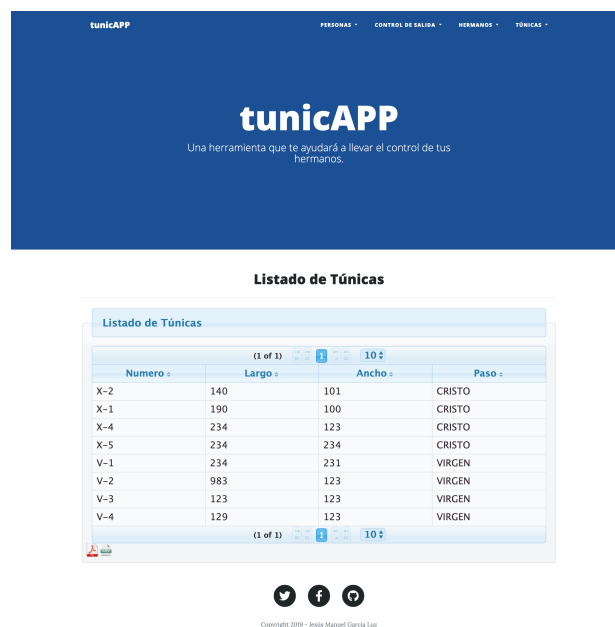 tunicAPP PERSONAS CONTROL DE SALIDA HERMANOS TÚNICAS
tunicAPP
Una herramienta que te ayudará a llevar el control de tus
hermanos.
Listado de Túnicas
Listado de Túnicas
(1 of 1) 1 10
Numero Largo Ancho Paso
X-2 140 101 CRISTO
X-1 190 100 CRISTO
X-4 234 123 CRISTO
X-5 234 234 CRISTO
V-1 234 231 VIRGEN
V-2 983 123 VIRGEN
V-3 123 123 VIRGEN
V-4 129 123 VIRGEN
(1 of 1) 1 10
Copyright 2019 - Jesús Manuel García Luz